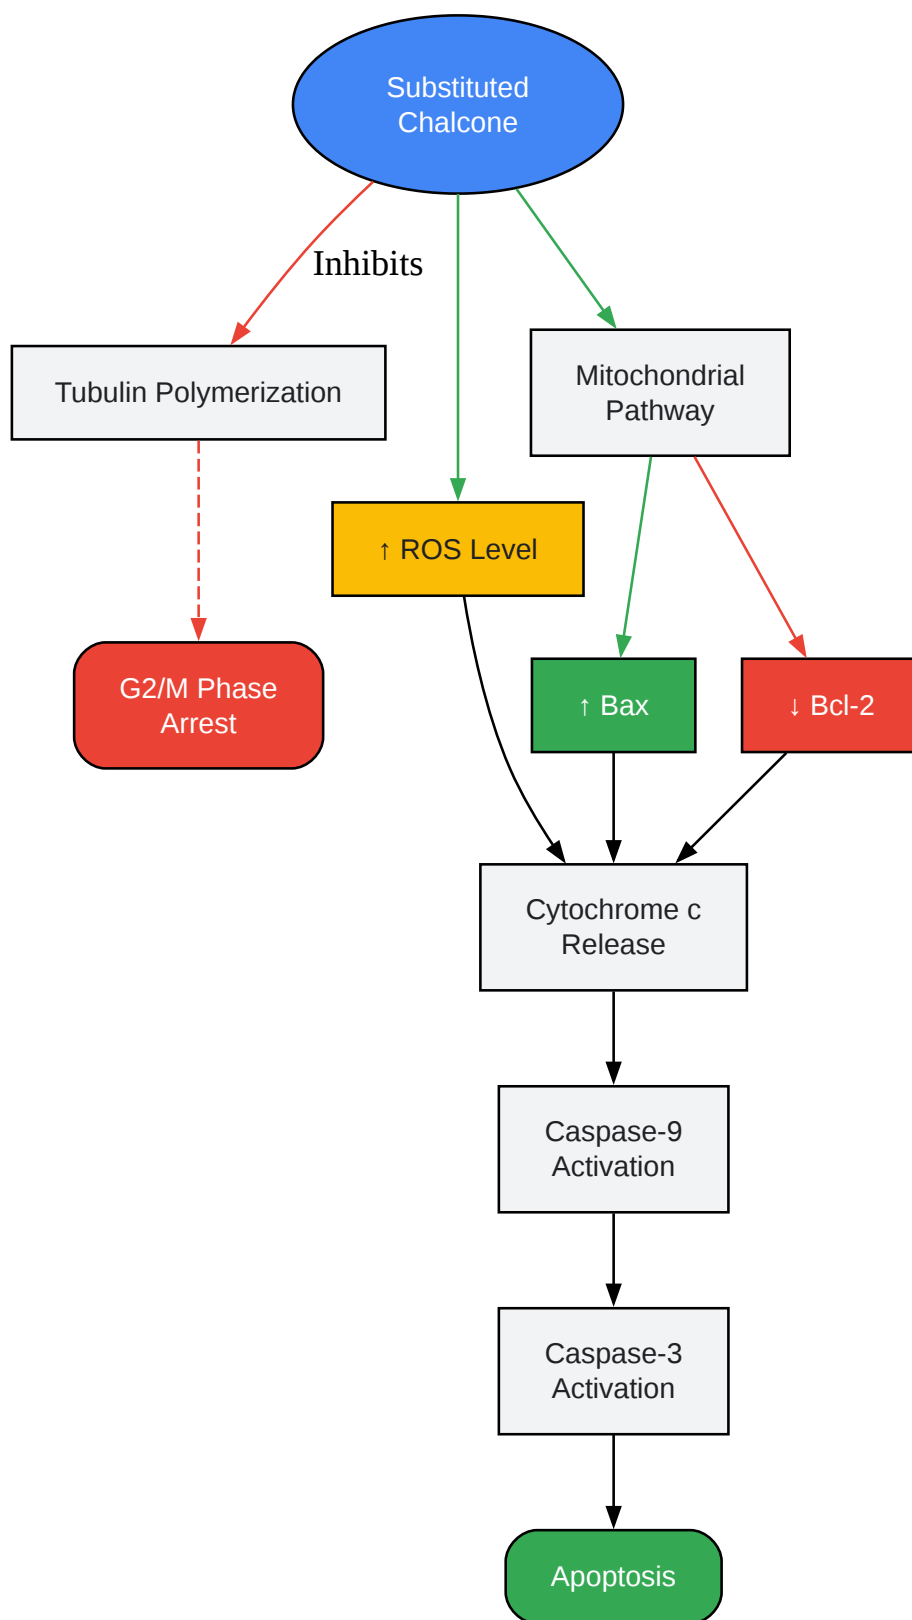 Substituted
Chalcone
Inhibits
Tubulin Polymerization
Mitochondrial
Pathway
↑ ROS Level
G2/M Phase
Arrest
↑ Bax
↓ Bcl-2
Cytochrome c
Release
Caspase-9
Activation
Caspase-3
Activation
Apoptosis